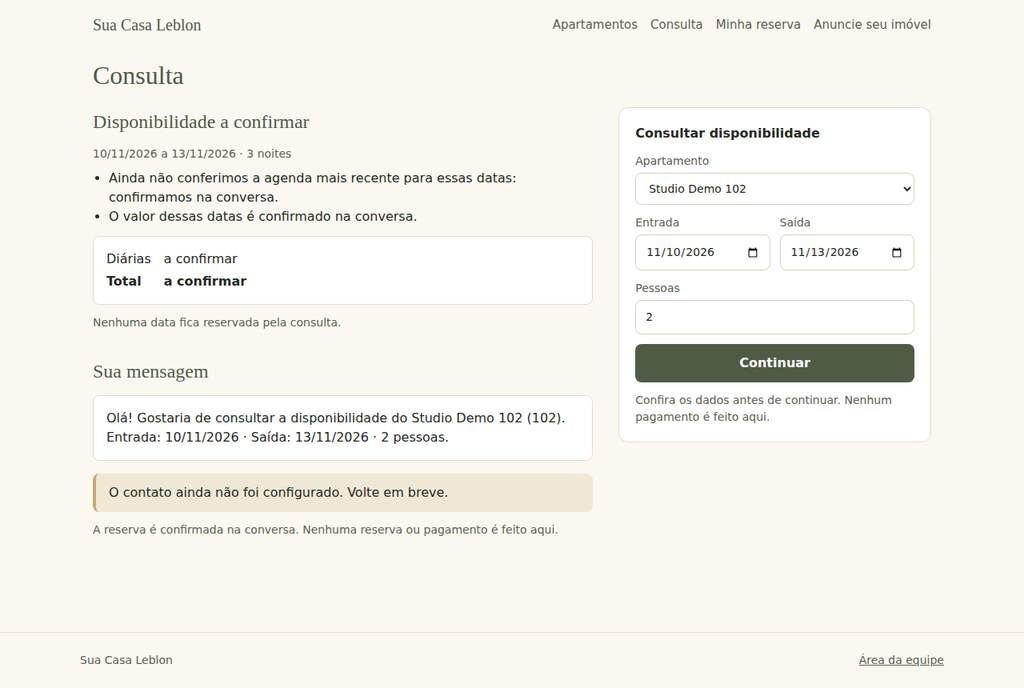 Sua Casa Leblon
Apartamentos Consulta Minha reserva Anuncie seu imóvel
Consulta
Disponibilidade a confirmar
10/11/2026 a 13/11/2026 · 3 noites
• Ainda não conferimos a agenda mais recente para essas datas:
confirmamos na conversa.
• O valor dessas datas é confirmado na conversa.
Diárias a confirmar
Total a confirmar
Nenhuma data fica reservada pela consulta.
Sua mensagem
Olá! Gostaria de consultar a disponibilidade do Studio Demo 102 (102).
Entrada: 10/11/2026 · Saída: 13/11/2026 · 2 pessoas.
O contato ainda não foi configurado. Volte em breve.
A reserva é confirmada na conversa. Nenhuma reserva ou pagamento é feito aqui.
Consultar disponibilidade
Apartamento
Studio Demo 102
Entrada Saída
11/10/2026 11/13/2026
Pessoas
2
Continuar
Confira os dados antes de continuar. Nenhum
pagamento é feito aqui.
Sua Casa Leblon
Área da equipe